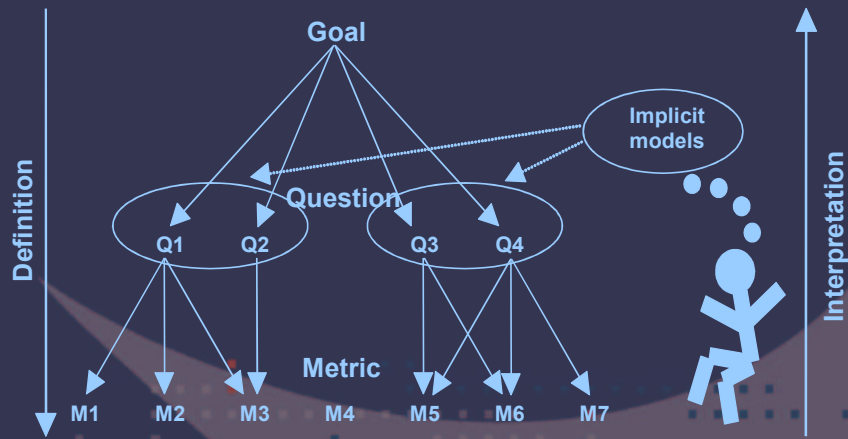 Goal
Implicit
models
Definition
Question
Interpretation
Q1 Q2 Q3 Q4
Metric
M1 M2 M3 M4 M5 M6 M7